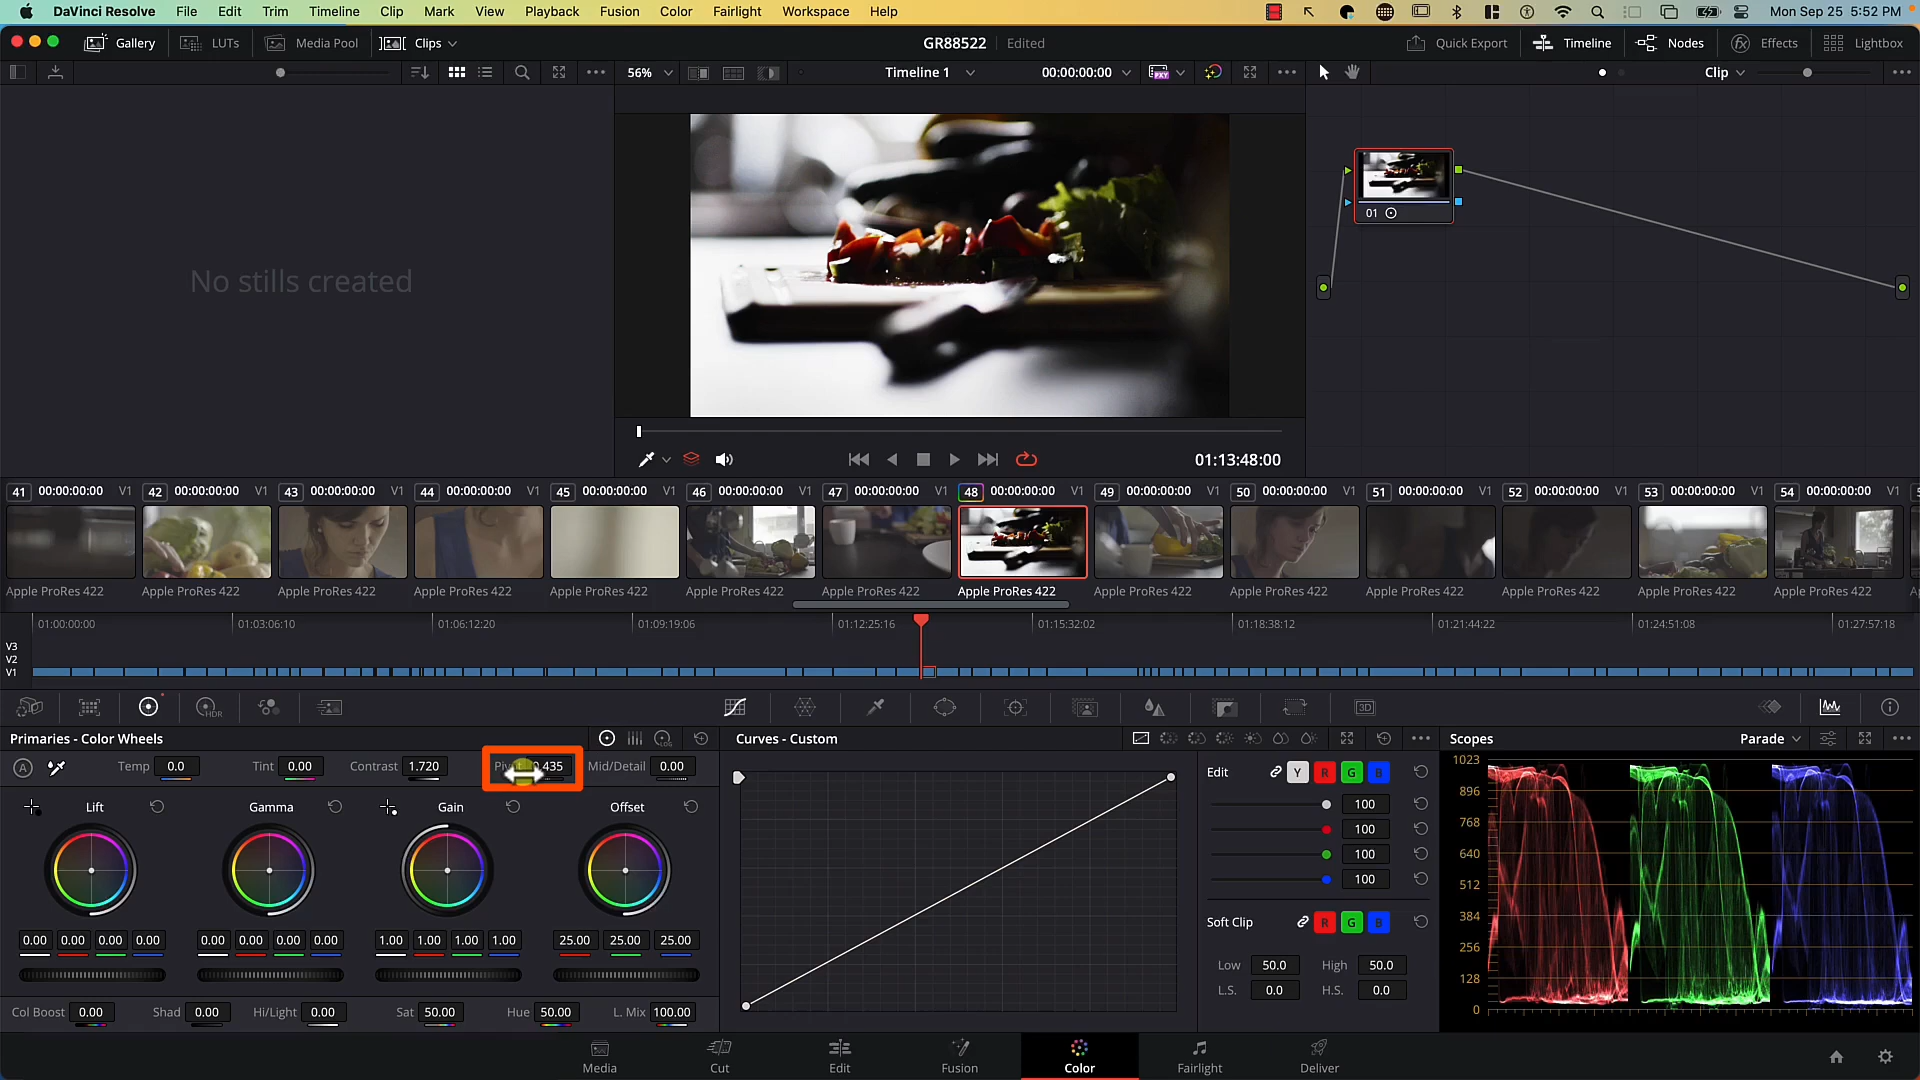 DaVinci Resolve File Edit Trim Timeline Clip Mark View Playback Fusion Color Fairlight Workspace Help Mon Sep 25 5:52 PM
Gallery LUTs Media Pool Clips GR88522 Edited Quick Export Timeline Nodes Effects Lightbox
56% Timeline 1 00:00:00:00 PXY Clip
No stills created
01
01:13:48:00
41 00:00:00:00 V1 42 00:00:00:00 V1 43 00:00:00:00 V1 44 00:00:00:00 V1 45 00:00:00:00 V1 46 00:00:00:00 V1 47 00:00:00:00 V1 48 00:00:00:00 V1 49 00:00:00:00 V1 50 00:00:00:00 V1 51 00:00:00:00 V1 52 00:00:00:00 V1 53 00:00:00:00 V1 54 00:00:00:00 V1
Apple ProRes 422 Apple ProRes 422 Apple ProRes 422 Apple ProRes 422 Apple ProRes 422 Apple ProRes 422 Apple ProRes 422 Apple ProRes 422 Apple ProRes 422 Apple ProRes 422 Apple ProRes 422 Apple ProRes 422 Apple ProRes 422 Apple ProRes 422
01:00:00:00 01:03:06:10 01:06:12:20 01:09:19:06 01:12:25:16 01:15:32:02 01:18:38:12 01:21:44:22 01:24:51:08 01:27:57:18
V3
V2
V1
HDR 3D
Primaries - Color Wheels LOG Curves - Custom Scopes Parade
A Temp 0.0 Tint 0.00 Contrast 1.720 435 Mid/Detail 0.00
Lift Gamma Gain Offset
0.00 0.00 0.00 0.00 0.00 0.00 0.00 0.00 1.00 1.00 1.00 1.00 25.00 25.00 25.00
Col Boost 0.00 Shad 0.00 Hi/Light 0.00 Sat 50.00 Hue 50.00 L. Mix 100.00
Edit Y R G B
100
100
100
100
Soft Clip R G B
Low 50.0 High 50.0
L.S. 0.0 H.S. 0.0
1023
896
768
640
512
384
256
128
0
Media Cut Edit Fusion Color Fairlight Deliver